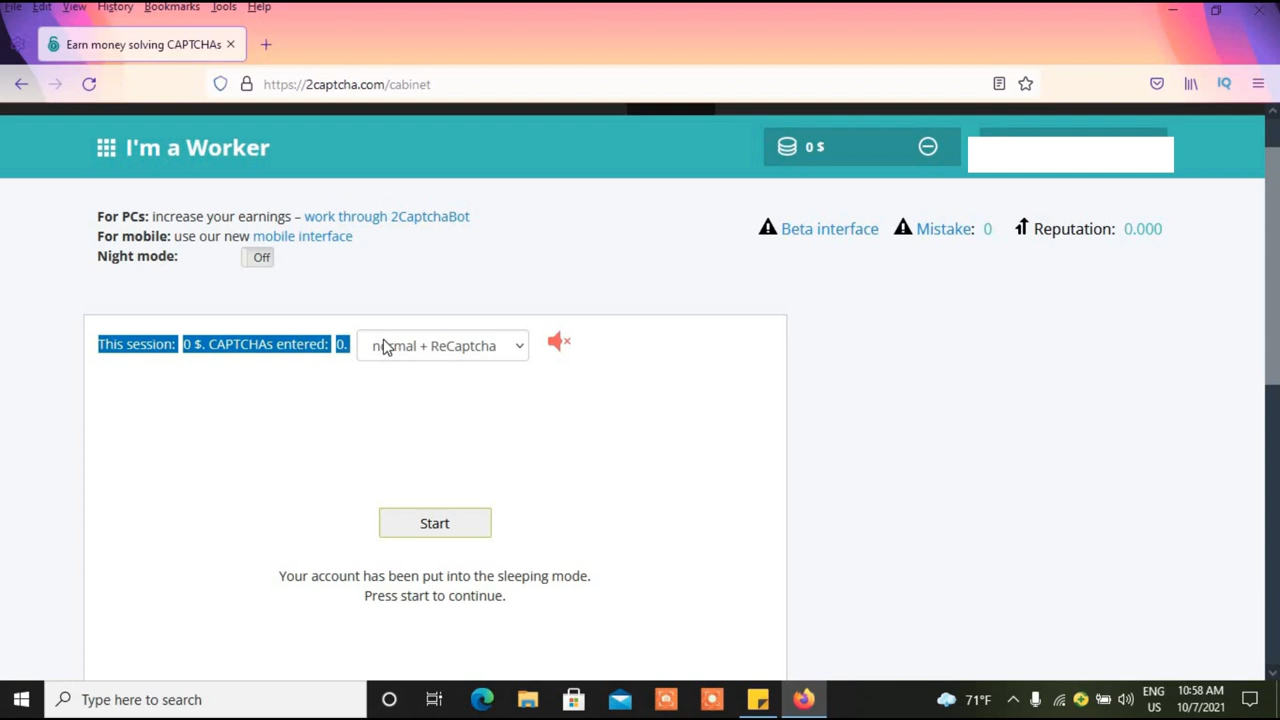 File Edit View History Bookmarks Tools Help
Earn money solving CAPTCHAs
https://2captcha.com/cabinet
IQ
I'm a Worker
0 $
For PCs: increase your earnings – work through 2CaptchaBot
For mobile: use our new mobile interface
Night mode: Off
Beta interface Mistake: 0 Reputation: 0.000
This session: 0 $. CAPTCHAs entered: 0. normal + ReCaptcha
Start
Your account has been put into the sleeping mode.
Press start to continue.
Type here to search
71°F
ENG
US
10:58 AM
10/7/2021